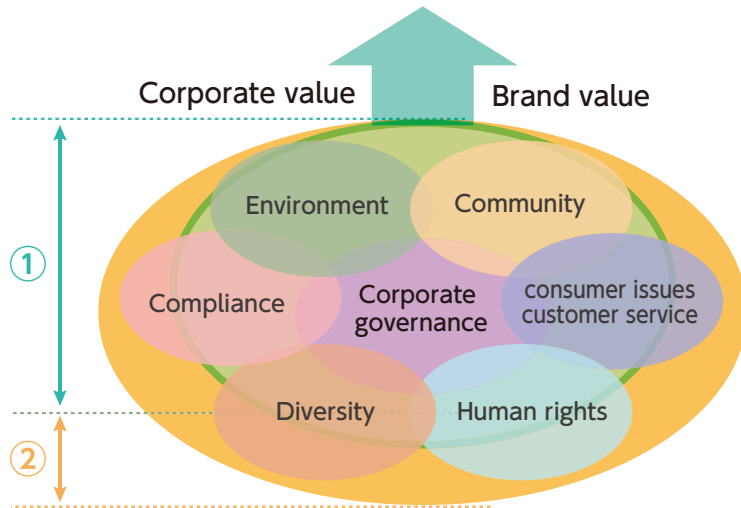 Corporate value
Brand value
Environment
Community
①
Compliance
Corporate
governance
consumer issues
customer service
Diversity
Human rights
②